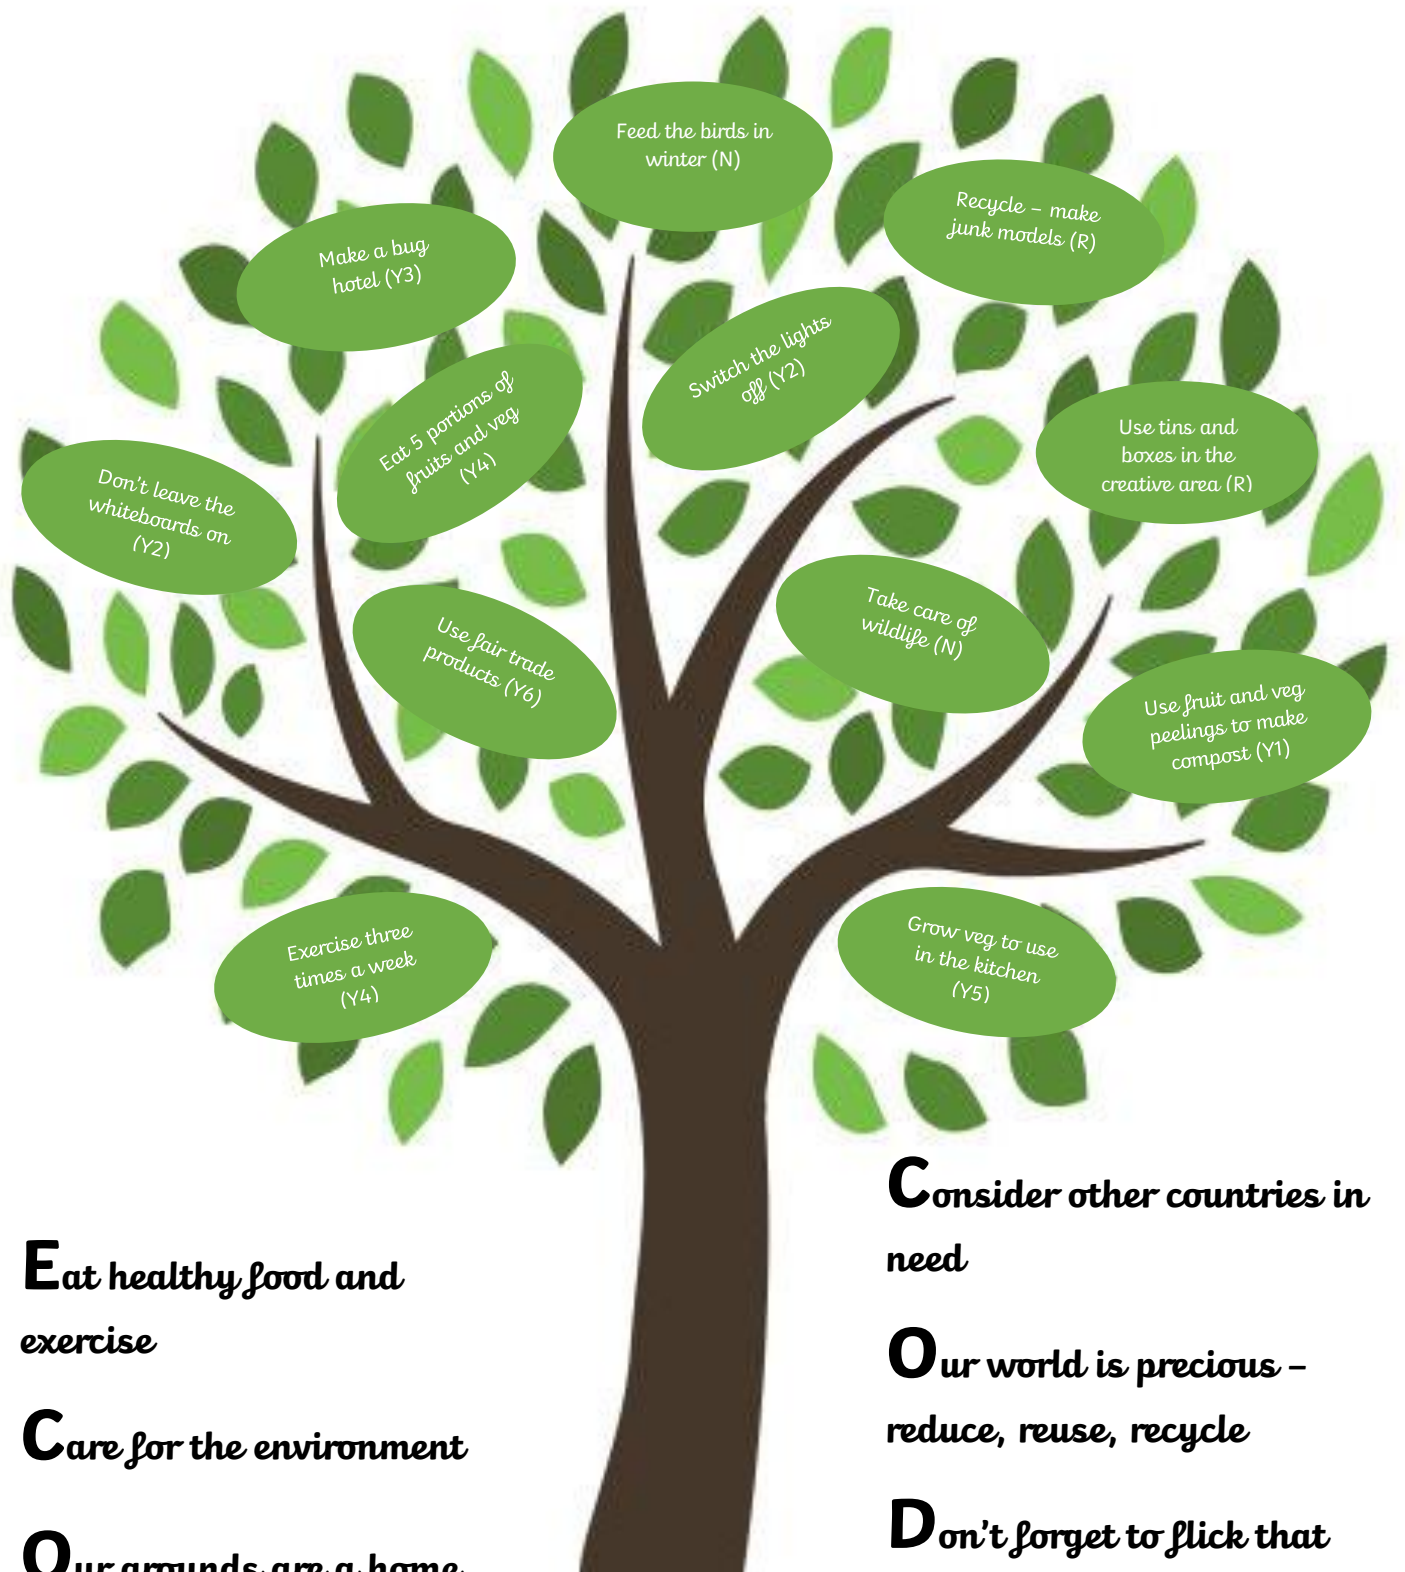 Feed the birds in
winter (N)
Recycle – make
junk models (R)
Make a bug
hotel (Y3)
Switch the lights
off (Y2)
Eat 5 portions of
fruits and veg
(Y4)
Use tins and
boxes in the
creative area (R)
Don't leave the
whiteboards on
(Y2)
Take care of
wildlife (N)
Use fair trade
products (Y6)
Use fruit and veg
peelings to make
compost (Y1)
Exercise three
times a week
(Y4)
Grow veg to use
in the kitchen
(Y5)
Eat healthy food and
exercise
Care for the environment
Our grounds are a home
Consider other countries in
need
Our world is precious –
reduce, reuse, recycle
Don't forget to flick that